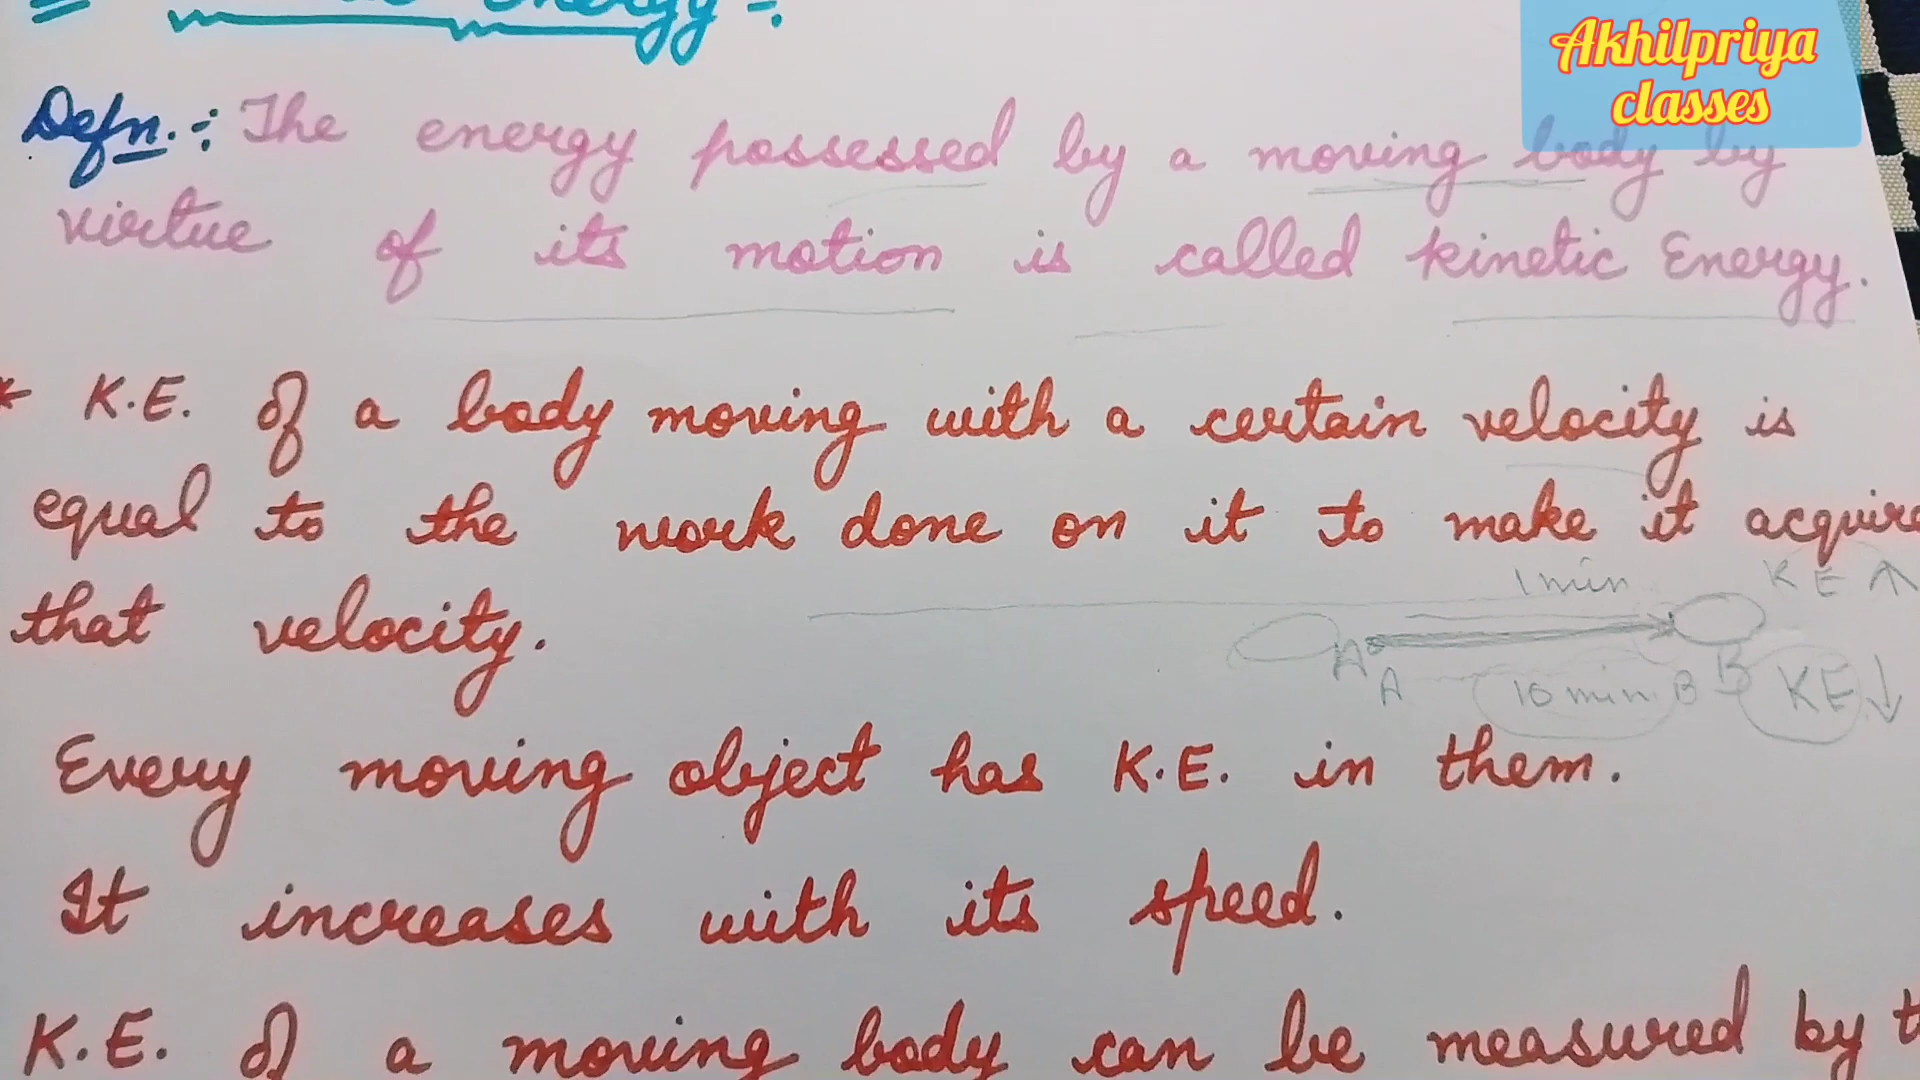 Energy -:
Akhilpriya
classes
Defn. -: The energy possessed by a moving body by
virtue of its motion is called kinetic Energy.
* K.E. of a body moving with a certain velocity is
equal to the work done on it to make it acquire
that velocity.
1 min KE ↑
A B
A 10 min B KE ↓
Every moving object has K.E. in them.
It increases with its speed.
K.E. of a moving body can be measured by